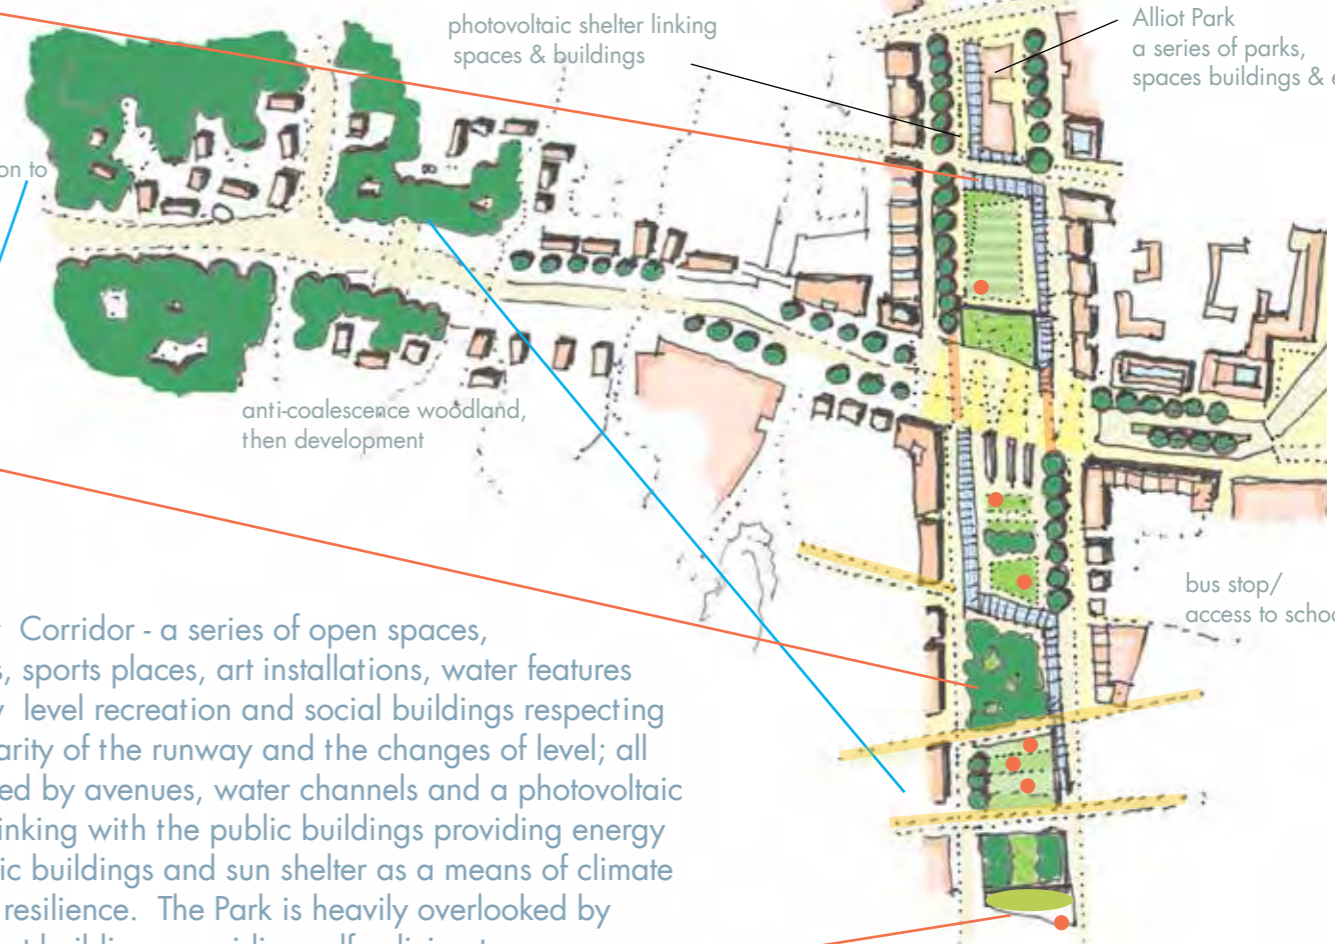 photovoltaic shelter linking
spaces & buildings
Alliot Park
a series of parks,
spaces buildings & e
on to
anti-coalescence woodland,
then development
bus stop/
access to schoo
Corridor - a series of open spaces,
s, sports places, art installations, water features
y level recreation and social buildings respecting
arity of the runway and the changes of level; all
ed by avenues, water channels and a photovoltaic
inking with the public buildings providing energy
ic buildings and sun shelter as a means of climate
resilience. The Park is heavily overlooked by